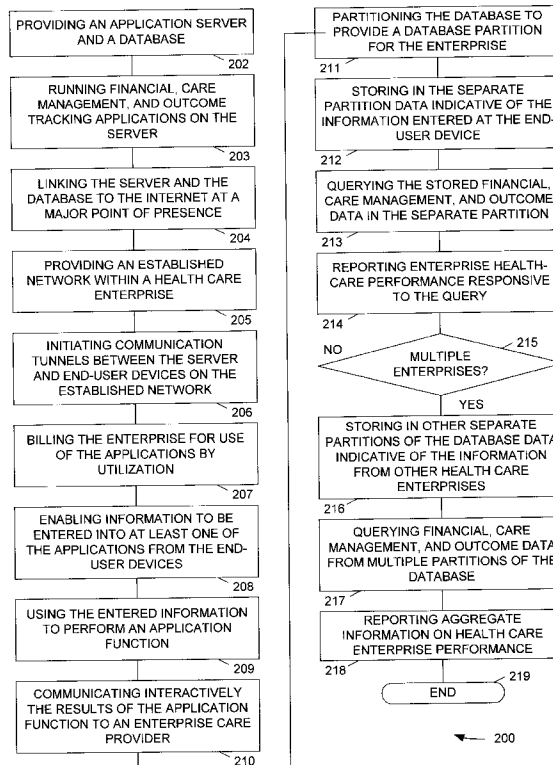 PROVIDING AN APPLICATION SERVER
AND A DATABASE
202
RUNNING FINANCIAL, CARE
MANAGEMENT, AND OUTCOME
TRACKING APPLICATIONS ON THE
SERVER
203
LINKING THE SERVER AND THE
DATABASE TO THE INTERNET AT A
MAJOR POINT OF PRESENCE
204
PROVIDING AN ESTABLISHED
NETWORK WITHIN A HEALTH CARE
ENTERPRISE
205
INITIATING COMMUNICATION
TUNNELS BETWEEN THE SERVER
AND END-USER DEVICES ON THE
ESTABLISHED NETWORK
206
BILLING THE ENTERPRISE FOR USE
OF THE APPLICATIONS BY
UTILIZATION
207
ENABLING INFORMATION TO BE
ENTERED INTO AT LEAST ONE OF
THE APPLICATIONS FROM THE END-
USER DEVICES
208
USING THE ENTERED INFORMATION
TO PERFORM AN APPLICATION
FUNCTION
209
COMMUNICATING INTERACTIVELY
THE RESULTS OF THE APPLICATION
FUNCTION TO AN ENTERPRISE CARE
PROVIDER
210
PARTITIONING THE DATABASE TO
PROVIDE A DATABASE PARTITION
FOR THE ENTERPRISE
211
STORING IN THE SEPARATE
PARTITION DATA INDICATIVE OF THE
INFORMATION ENTERED AT THE END-
USER DEVICE
212
QUERYING THE STORED FINANCIAL,
CARE MANAGEMENT, AND OUTCOME
DATA IN THE SEPARATE PARTITION
213
REPORTING ENTERPRISE HEALTH-
CARE PERFORMANCE RESPONSIVE
TO THE QUERY
214
215
NO
MULTIPLE
ENTERPRISES?
YES
STORING IN OTHER SEPARATE
PARTITIONS OF THE DATABASE DATA
INDICATIVE OF THE INFORMATION
FROM OTHER HEALTH CARE
ENTERPRISES
216
QUERYING FINANCIAL, CARE
MANAGEMENT, AND OUTCOME DATA
FROM MULTIPLE PARTITIONS OF THE
DATABASE
217
REPORTING AGGREGATE
INFORMATION ON HEALTH CARE
ENTERPRISE PERFORMANCE
218
219
END
200